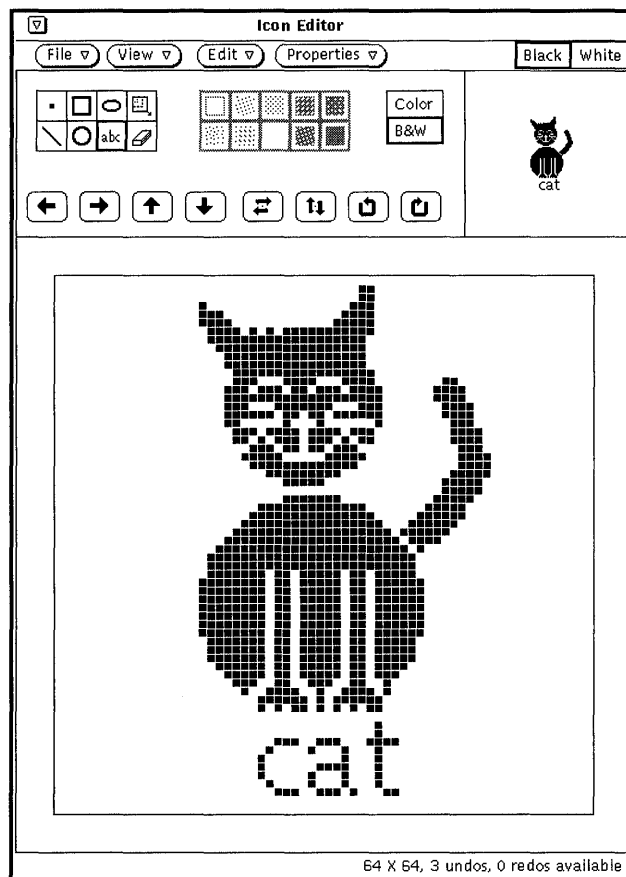 Icon Editor
File View Edit Properties Black White
Color
abc B&W
cat
cat
64 X 64, 3 undos, 0 redos available